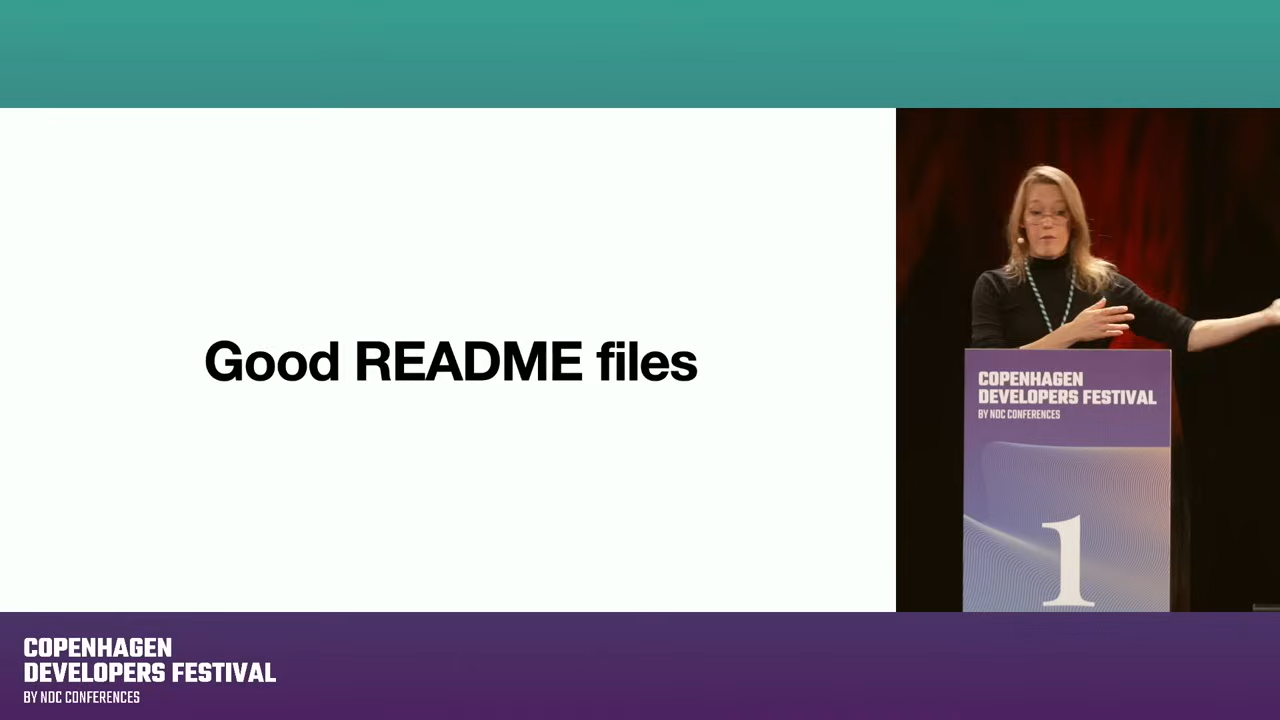 Good README files
COPENHAGEN
DEVELOPERS FESTIVAL
BY NDC CONFERENCES
1
COPENHAGEN
DEVELOPERS FESTIVAL
BY NDC CONFERENCES